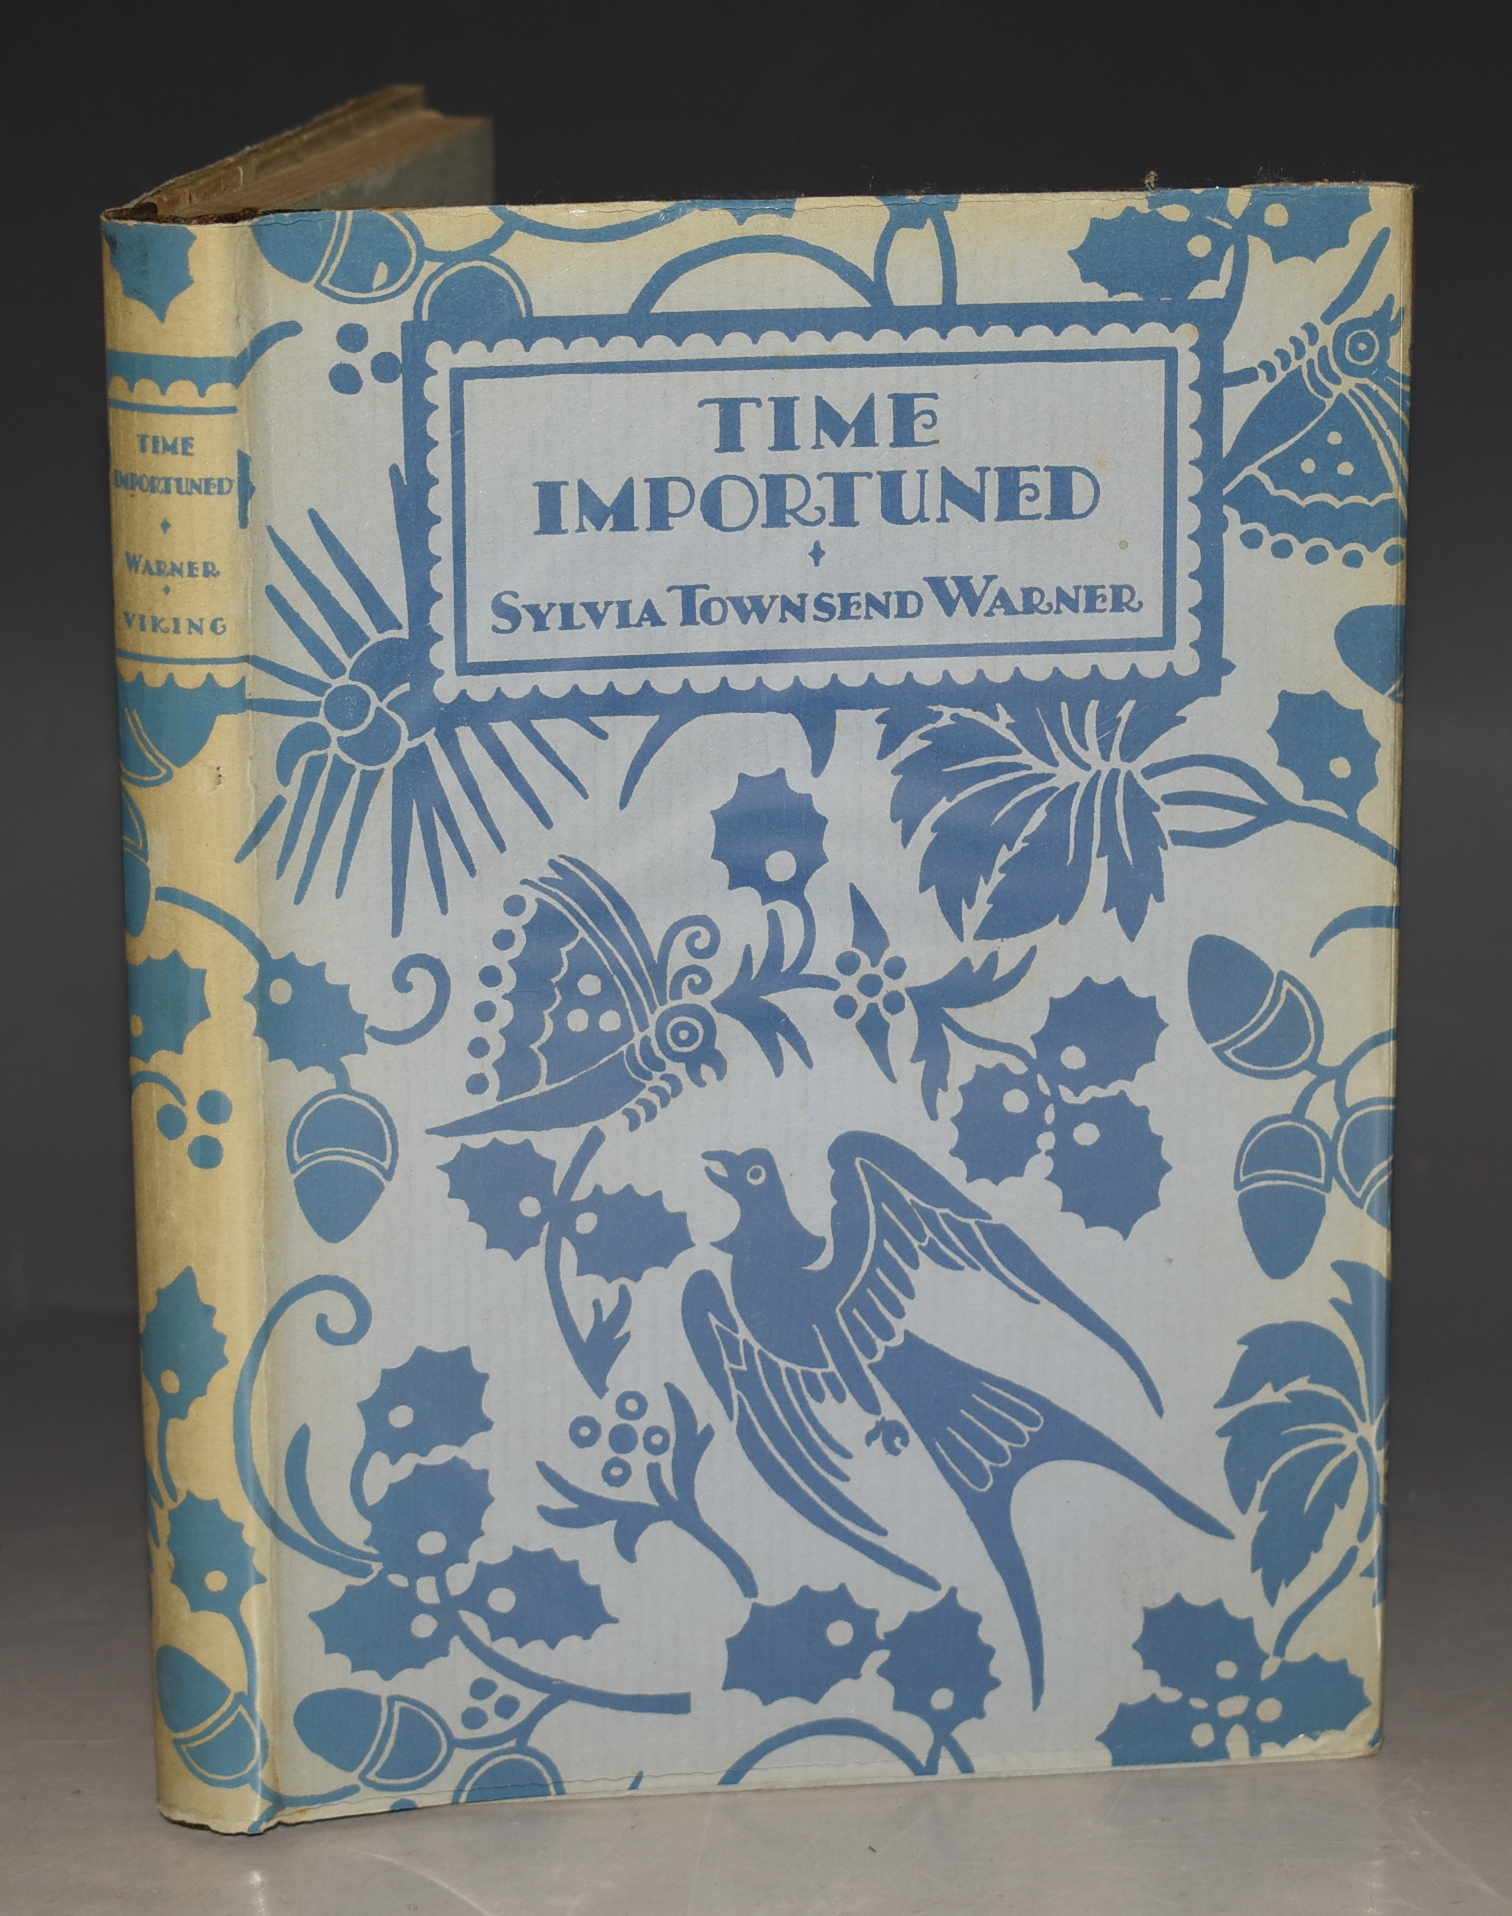 TIME
IMPORTUNED
WARNER
VIKING
TIME
IMPORTUNED
SYLVIA TOWNSEND WARNER